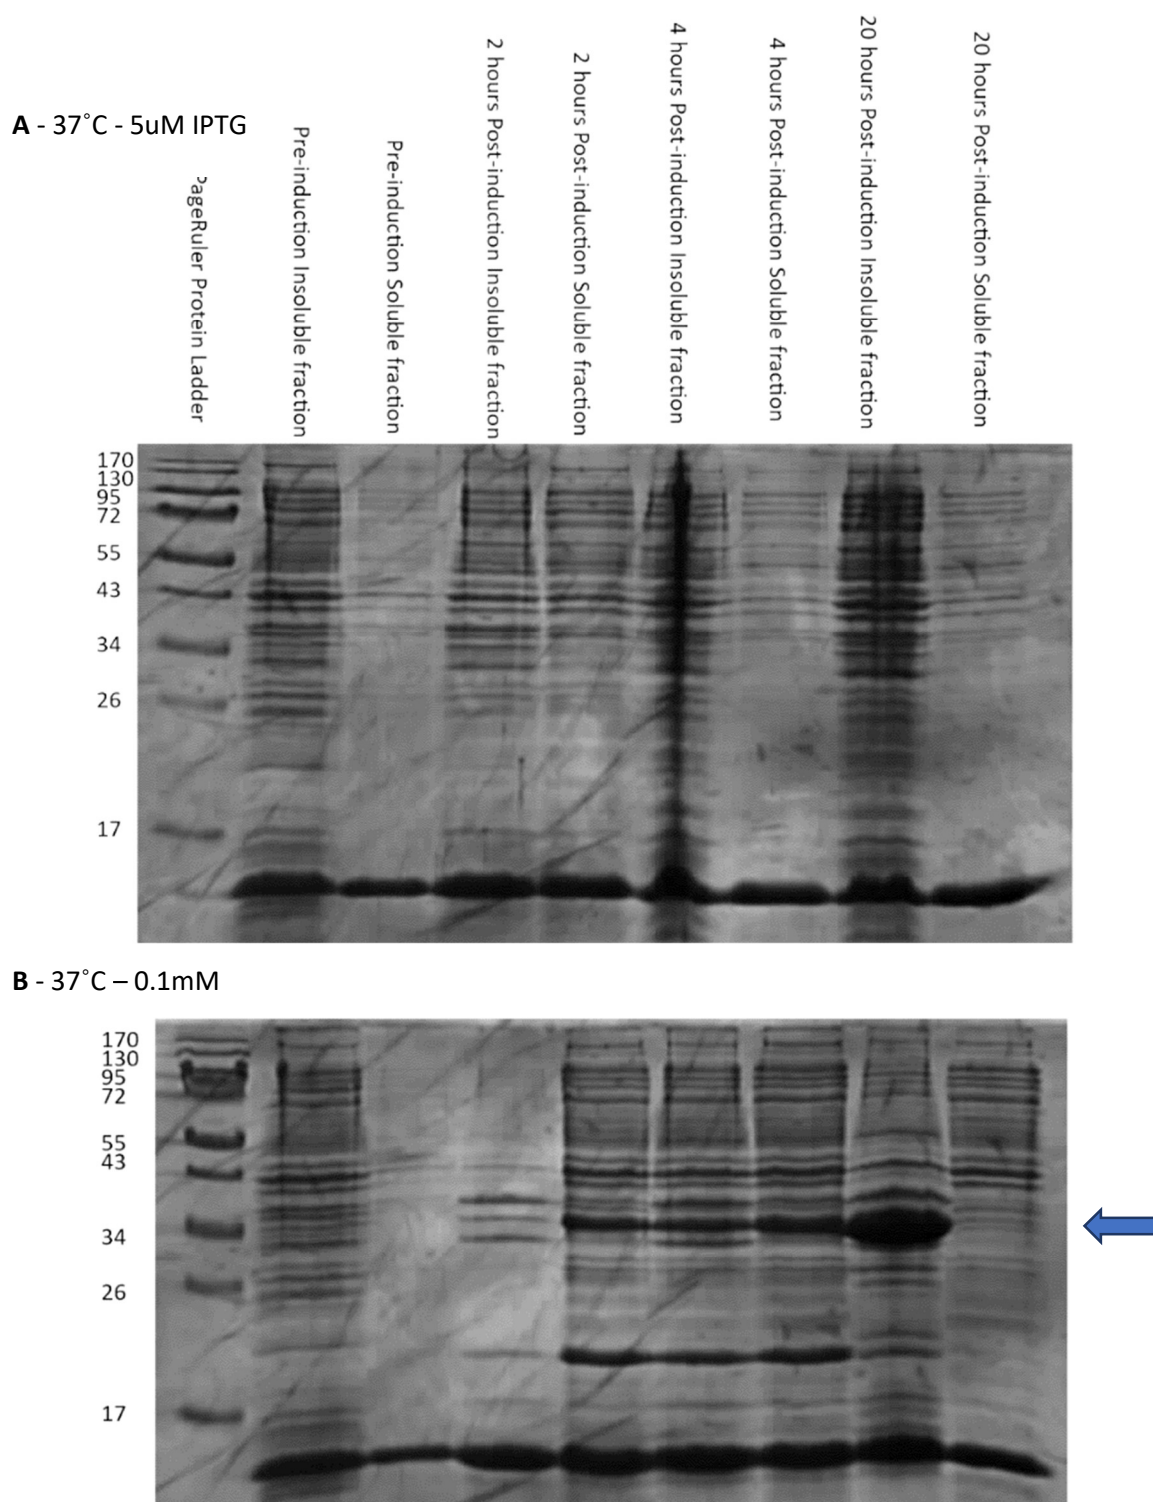 A - 37˚C - 5uM IPTG
ageRuler Protein Ladder
Pre-induction Insoluble fraction
Pre-induction Soluble fraction
2 hours Post-induction Insoluble fraction
2 hours Post-induction Soluble fraction
4 hours Post-induction Insoluble fraction
4 hours Post-induction Soluble fraction
20 hours Post-induction Insoluble fraction
20 hours Post-induction Soluble fraction
170
130
95
72
55
43
34
26
17
B - 37˚C – 0.1mM
170
130
95
72
55
43
34
26
17